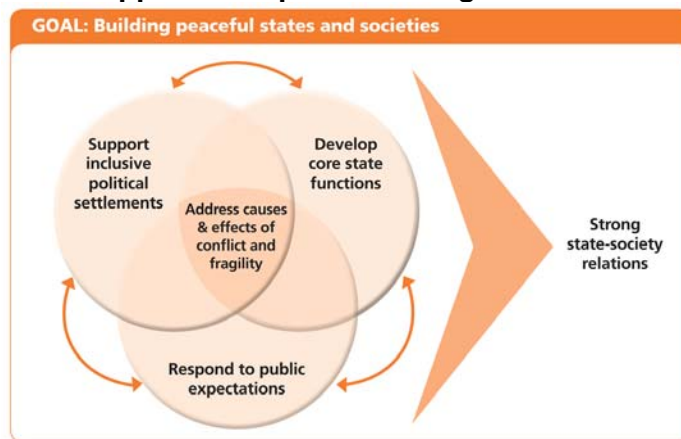 GOAL: Building peaceful states and societies
Support
inclusive
political
settlements
Develop
core state
functions
Address causes
& effects of
conflict and
fragility
Respond to public
expectations
Strong
state-society
relations